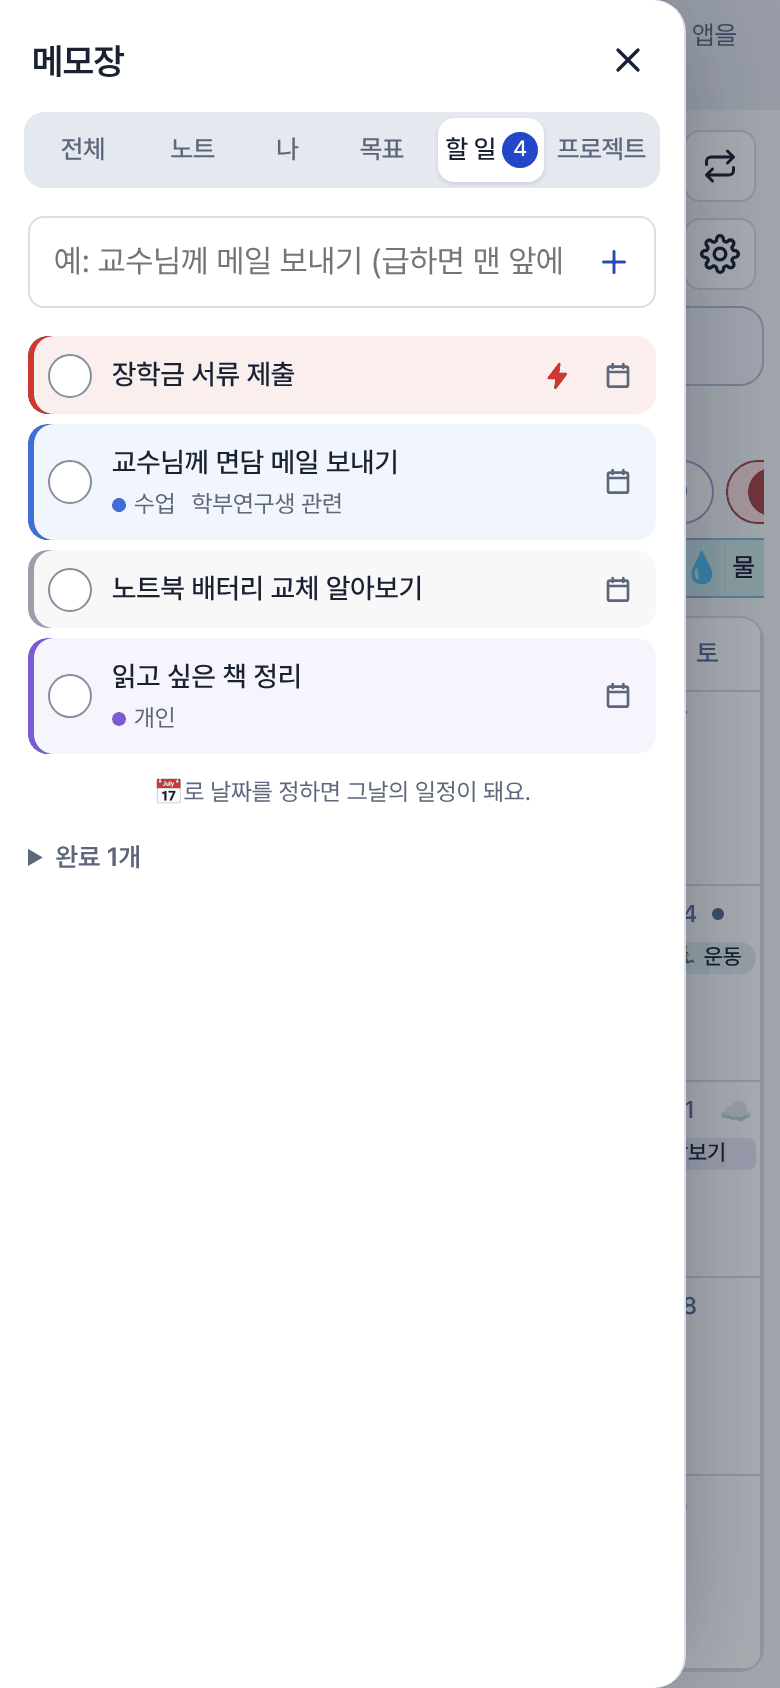 메모장
앱을
전체 노트 나 목표 할 일 4 프로젝트
예: 교수님께 메일 보내기 (급하면 맨 앞에
장학금 서류 제출
교수님께 면담 메일 보내기
수업 학부연구생 관련
물
노트북 배터리 교체 알아보기
토
읽고 싶은 책 정리
개인
📅로 날짜를 정하면 그날의 일정이 돼요.
완료 1개
4
운동
1
보기
8